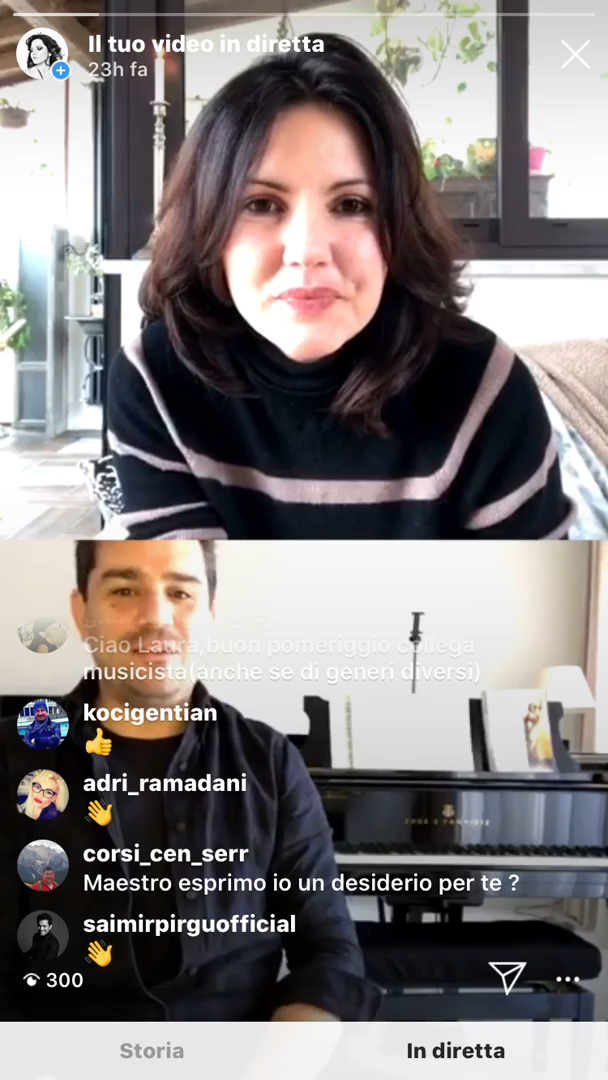 Il tuo video in diretta
23h fa
Ciao Laura,buon pomeriggio collega
musicista(anche se di generi diversi)
kocigentian
👍
adri_ramadani
👋
corsi_cen_serr
Maestro esprimo io un desiderio per te ?
saimirpirguofficial
👋
300
Storia
In diretta